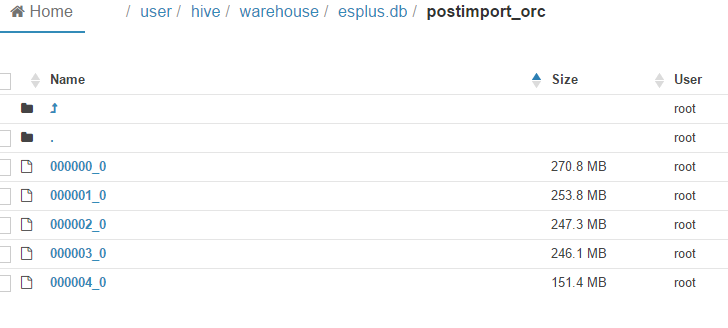 Home / user / hive / warehouse / esplus.db / postimport_orc
Name Size User
root
. root
000000_0 270.8 MB root
000001_0 253.8 MB root
000002_0 247.3 MB root
000003_0 246.1 MB root
000004_0 151.4 MB root